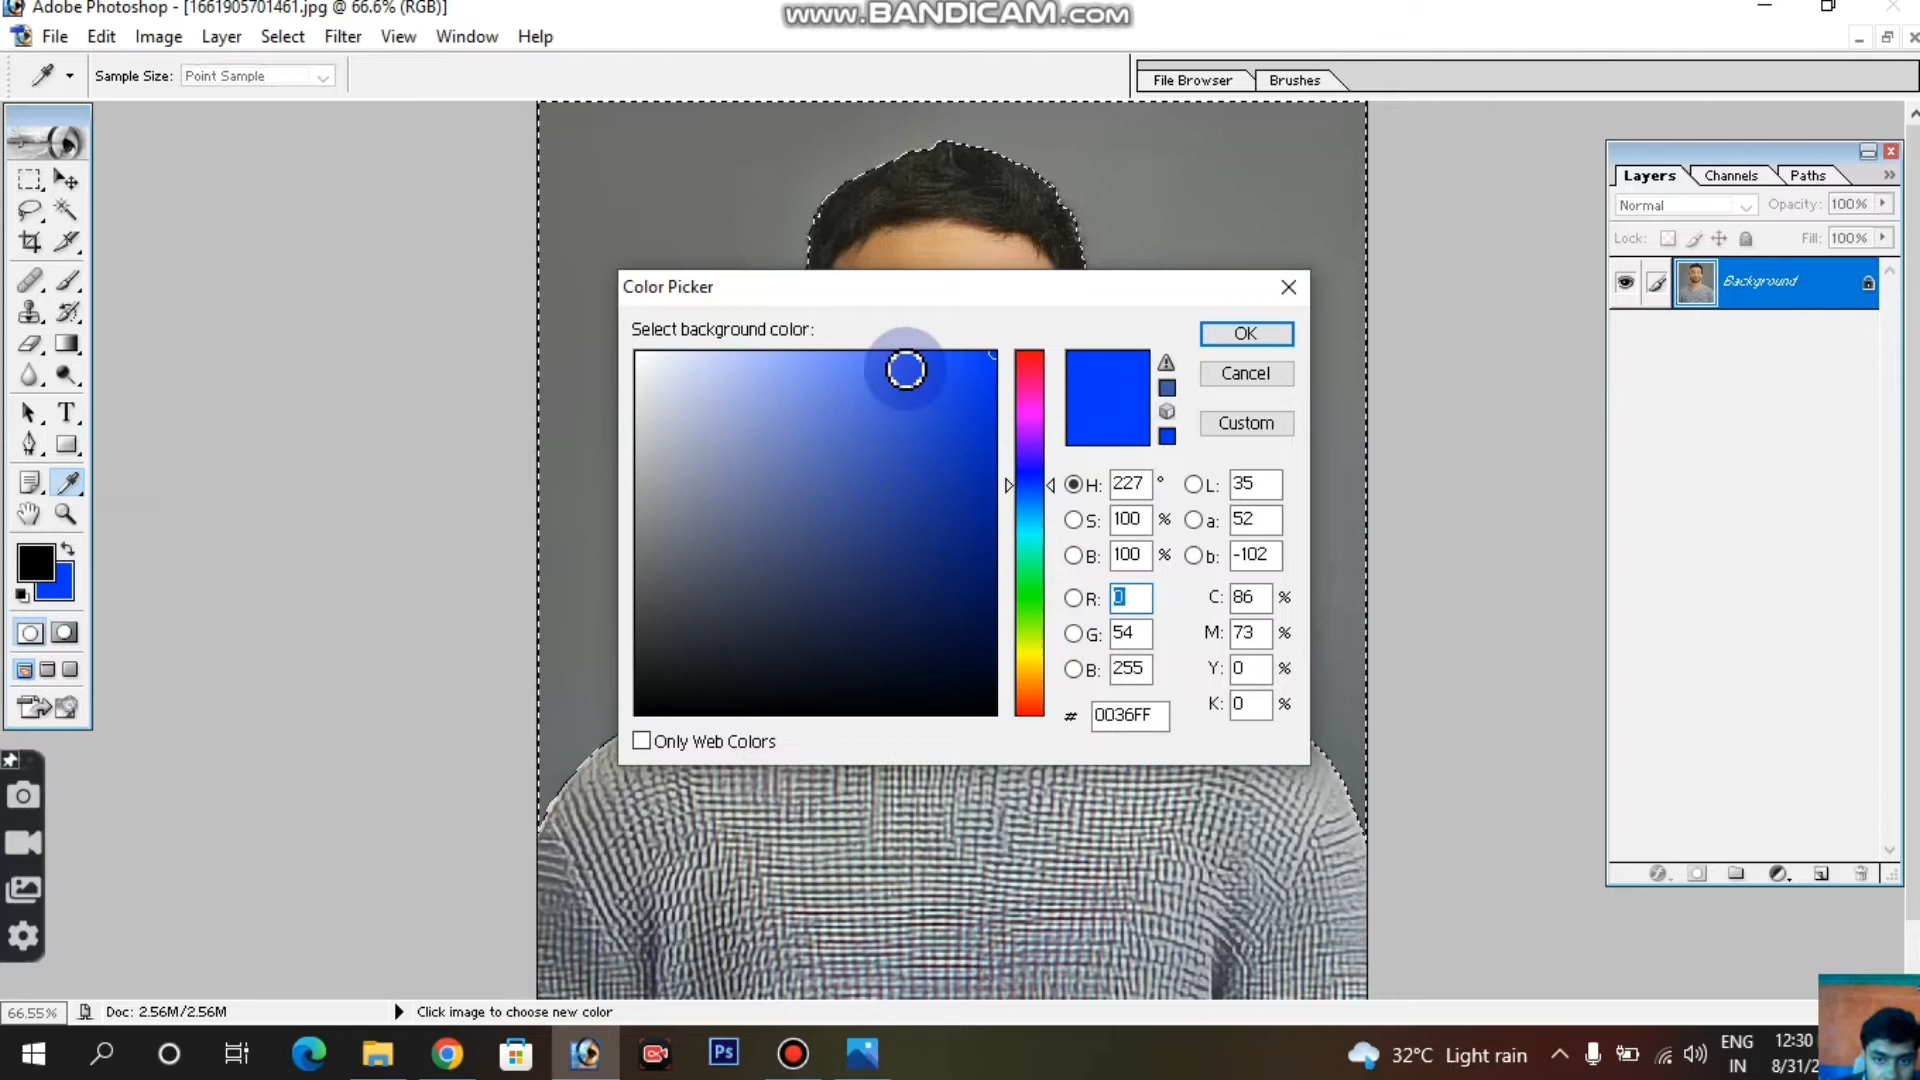 Adobe Photoshop - [1661905701461.jpg @ 66.6% (RGB)]
www.BANDICAM.com
File Edit Image Layer Select Filter View Window Help
Sample Size: Point Sample
File Browser Brushes
Layers Channels Paths
Normal Opacity: 100%
Lock: Fill: 100%
Background
Color Picker
Select background color:
OK
Cancel
Custom
H: 227 ° L: 35
S: 100 % a: 52
B: 100 % b: -102
R: 0 C: 86 %
G: 54 M: 73 %
B: 255 Y: 0 %
K: 0 %
# 0036FF
Only Web Colors
T
66.55% Doc: 2.56M/2.56M Click image to choose new color
Ps
32°C Light rain
ENG
IN
12:30
8/31/2